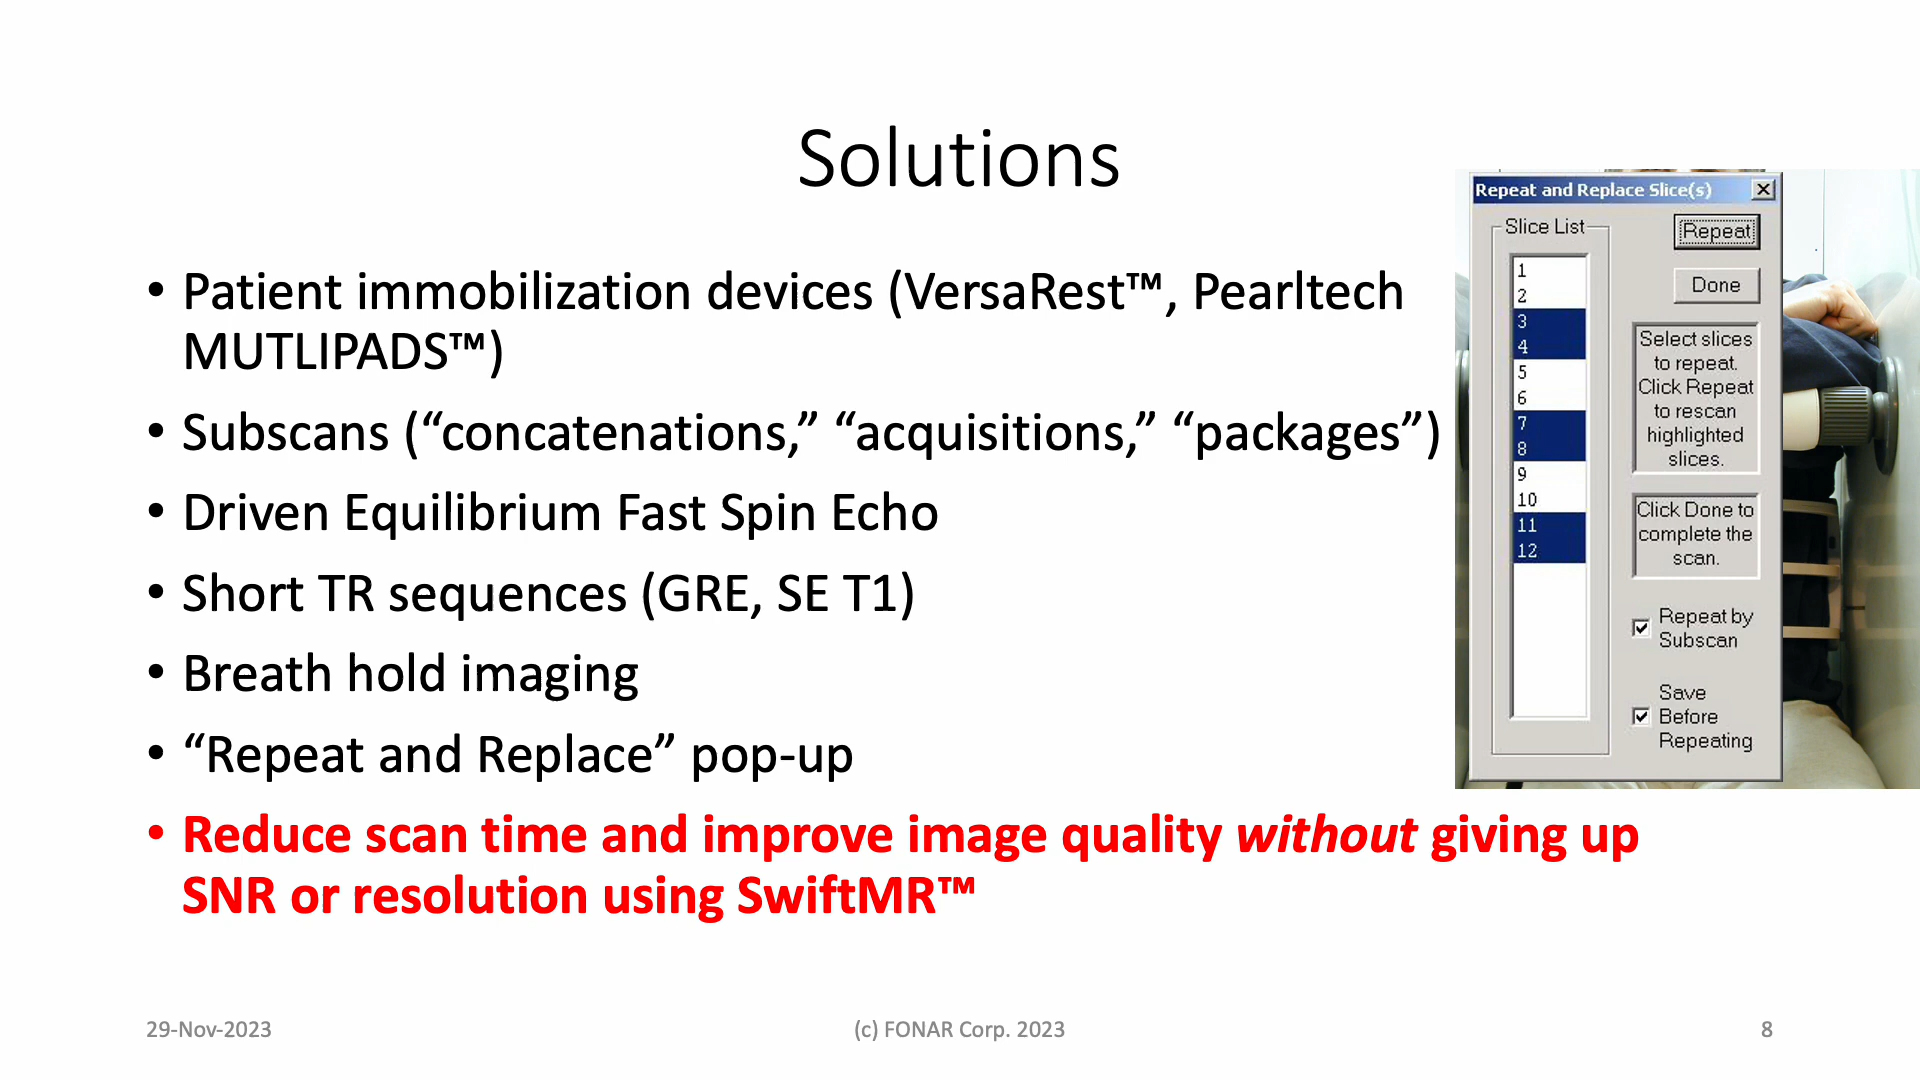 Solutions
• Patient immobilization devices (VersaRest™, Pearltech
MUTLIPADS™)
• Subscans (“concatenations,” “acquisitions,” “packages”)
• Driven Equilibrium Fast Spin Echo
• Short TR sequences (GRE, SE T1)
• Breath hold imaging
• “Repeat and Replace” pop-up
• Reduce scan time and improve image quality without giving up
SNR or resolution using SwiftMR™
Repeat and Replace Slice(s)
Slice List
1
2
3
4
5
6
7
8
9
10
11
12
Repeat
Done
Select slices
to repeat.
Click Repeat
to rescan
highlighted
slices.
Click Done to
complete the
scan.
Repeat by
Subscan
Save
Before
Repeating
29-Nov-2023
(c) FONAR Corp. 2023
8